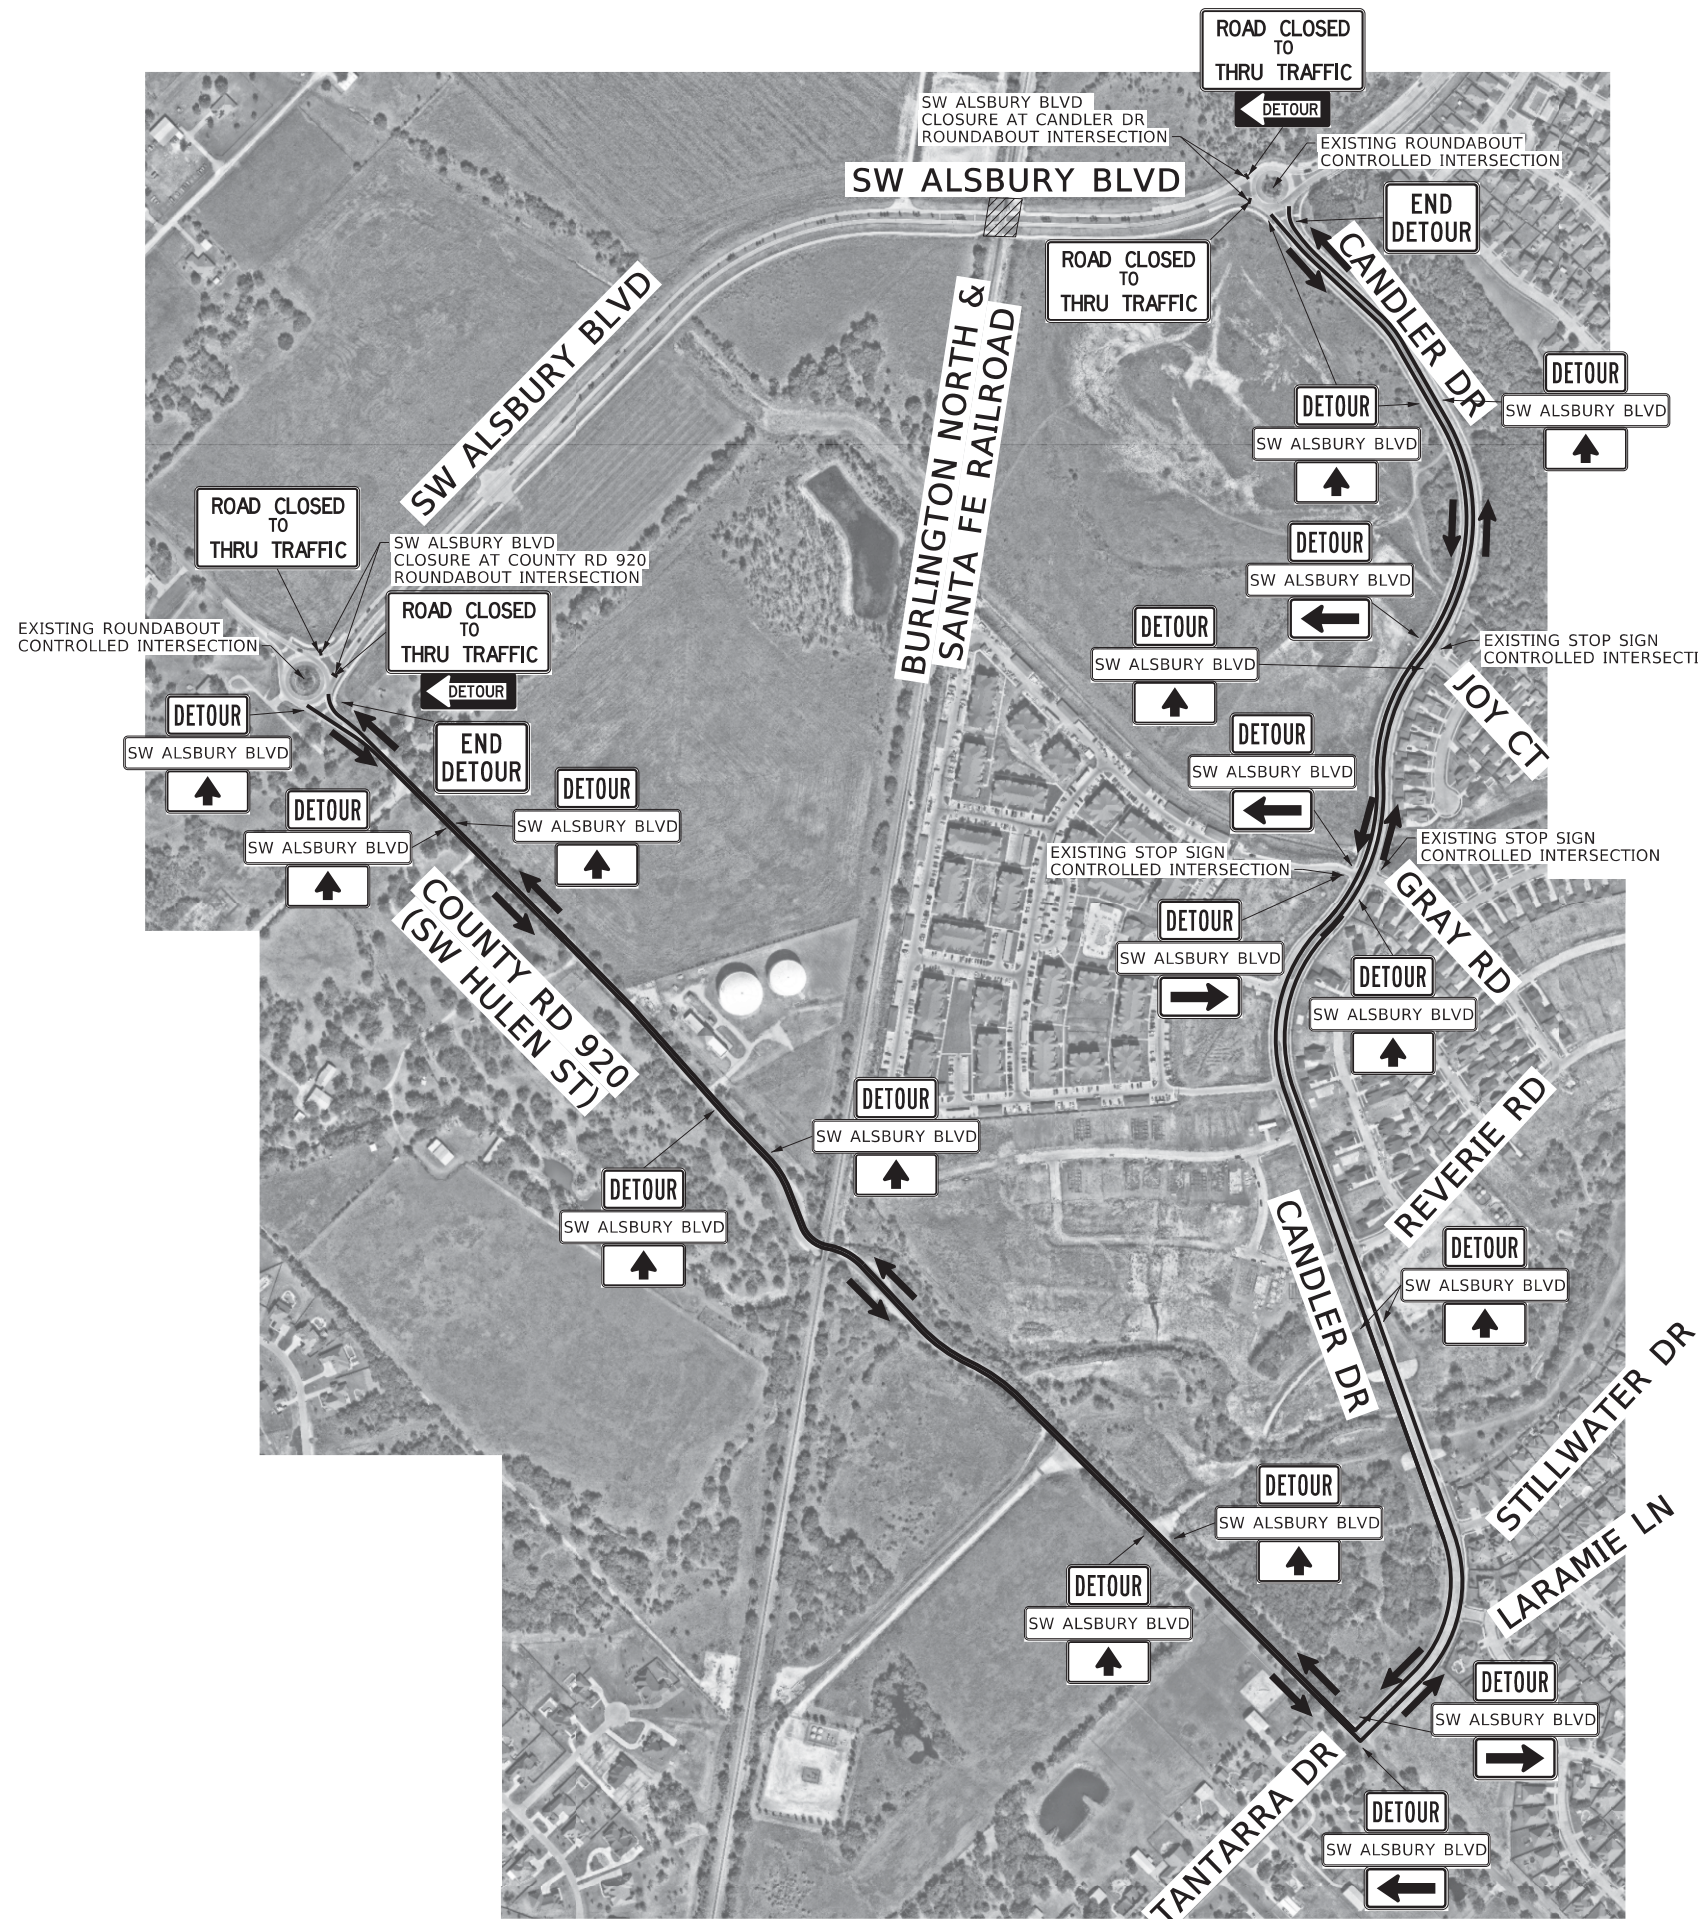 ROAD CLOSED
TO
THRU TRAFFIC
DETOUR
SW ALSBURY BLVD
CLOSURE AT CANDLER DR
ROUNDABOUT INTERSECTION
EXISTING ROUNDABOUT
CONTROLLED INTERSECTION
SW ALSBURY BLVD
END
DETOUR
ROAD CLOSED
TO
THRU TRAFFIC
CANDLER DR
SW ALSBURY BLVD
BURLINGTON NORTH &
SANTA FE RAILROAD
DETOUR
SW ALSBURY BLVD
DETOUR
SW ALSBURY BLVD
ROAD CLOSED
TO
THRU TRAFFIC
SW ALSBURY BLVD
CLOSURE AT COUNTY RD 920
ROUNDABOUT INTERSECTION
DETOUR
SW ALSBURY BLVD
ROAD CLOSED
TO
THRU TRAFFIC
DETOUR
EXISTING ROUNDABOUT
CONTROLLED INTERSECTION
DETOUR
SW ALSBURY BLVD
EXISTING STOP SIGN
CONTROLLED INTERSECTI
JOY CT
DETOUR
SW ALSBURY BLVD
END
DETOUR
DETOUR
SW ALSBURY BLVD
DETOUR
SW ALSBURY BLVD
DETOUR
SW ALSBURY BLVD
EXISTING STOP SIGN
CONTROLLED INTERSECTION
EXISTING STOP SIGN
CONTROLLED INTERSECTION
GRAY RD
COUNTY RD 920
(SW HULEN ST)
DETOUR
SW ALSBURY BLVD
DETOUR
SW ALSBURY BLVD
DETOUR
SW ALSBURY BLVD
REVERIE RD
DETOUR
SW ALSBURY BLVD
CANDLER DR
DETOUR
SW ALSBURY BLVD
STILLWATER DR
DETOUR
SW ALSBURY BLVD
LARAMIE LN
DETOUR
SW ALSBURY BLVD
DETOUR
SW ALSBURY BLVD
TANTARRA DR
DETOUR
SW ALSBURY BLVD